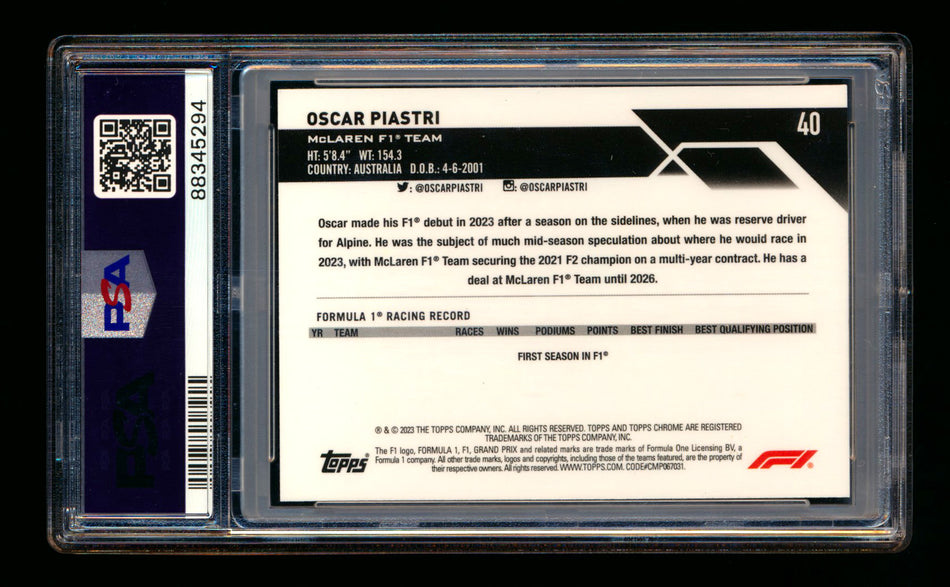 88345294
PSA
PSA
OSCAR PIASTRI
40
McLAREN F1® TEAM
HT: 5'8.4" WT: 154.3
COUNTRY: AUSTRALIA D.O.B.: 4-6-2001
: @OSCARPIASTRI : @OSCARPIASTRI
Oscar made his F1® debut in 2023 after a season on the sidelines, when he was reserve driver
for Alpine. He was the subject of much mid-season speculation about where he would race in
2023, with McLaren F1® Team securing the 2021 F2 champion on a multi-year contract. He has a
deal at McLaren F1® Team until 2026.
FORMULA 1® RACING RECORD
YR TEAM RACES WINS PODIUMS POINTS BEST FINISH BEST QUALIFYING POSITION
FIRST SEASON IN F1®
® & © 2023 THE TOPPS COMPANY, INC. ALL RIGHTS RESERVED. TOPPS AND TOPPS CHROME ARE REGISTERED
TRADEMARKS OF THE TOPPS COMPANY, INC.
The F1 logo, FORMULA 1, F1, GRAND PRIX and related marks are trade marks of Formula One Licensing BV, a
Formula 1 company. All other trade marks, logos and copyrights, including those of the teams featured, are the property of
their respective owners. All rights reserved. WWW.TOPPS.COM. CODE#CMP067031.
TOPPS®
F1®